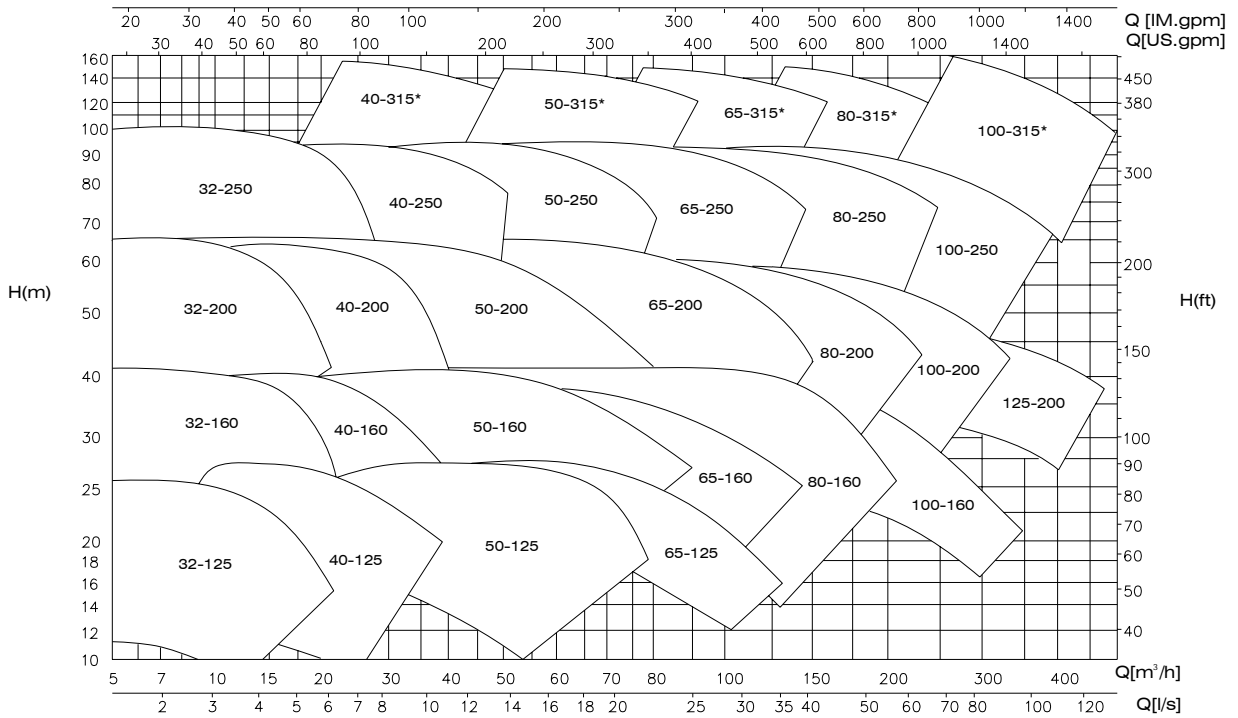 20 30 40 50 60 80 100 200 300 400 500 600 800 1000 1400 Q [IM.gpm]
30 40 50 60 80 100 200 300 400 500 600 800 1000 1400 Q[US.gpm]
160
140 450
120 380
100
90
80 300
70
60 200
50
40 150
30 100
90
25 80
70
20 60
18
16 50
14
12 40
10
H(m)
H(ft)
40-315* 50-315* 65-315* 80-315* 100-315*
32-250 40-250 50-250 65-250 80-250 100-250
32-200 40-200 50-200 65-200 80-200 100-200 125-200
32-160 40-160 50-160 65-160 80-160 100-160
32-125 40-125 50-125 65-125
5 7 10 15 20 30 40 50 60 70 80 100 150 200 300 400 Q[m³/h]
2 3 4 5 6 7 8 10 12 14 16 18 20 25 30 35 40 50 60 70 80 100 120 Q[l/s]